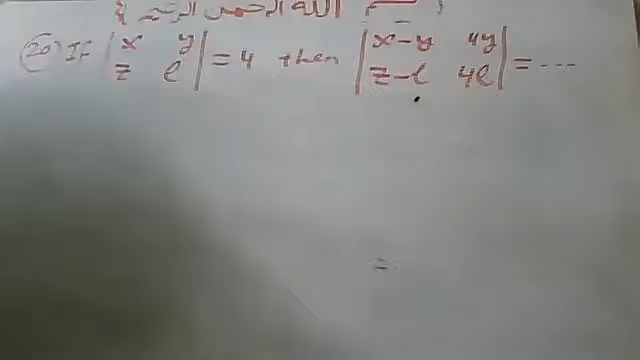 بسم الله الرحمن الرحيم
(20) If | x y | = 4 then | x-y 4y | = ...
| z l | | z-l 4l |
=